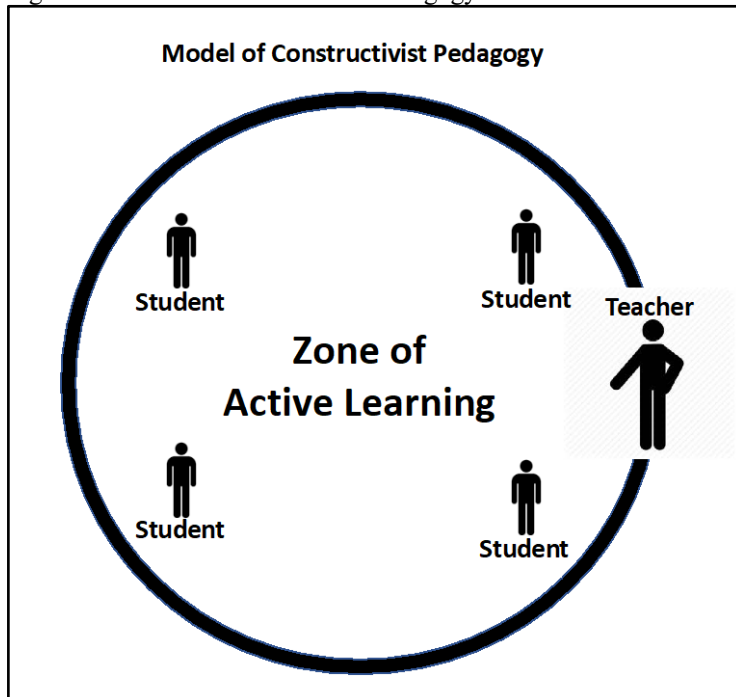 Model of Constructivist Pedagogy
Student
Student
Teacher
Zone of
Active Learning
Student
Student